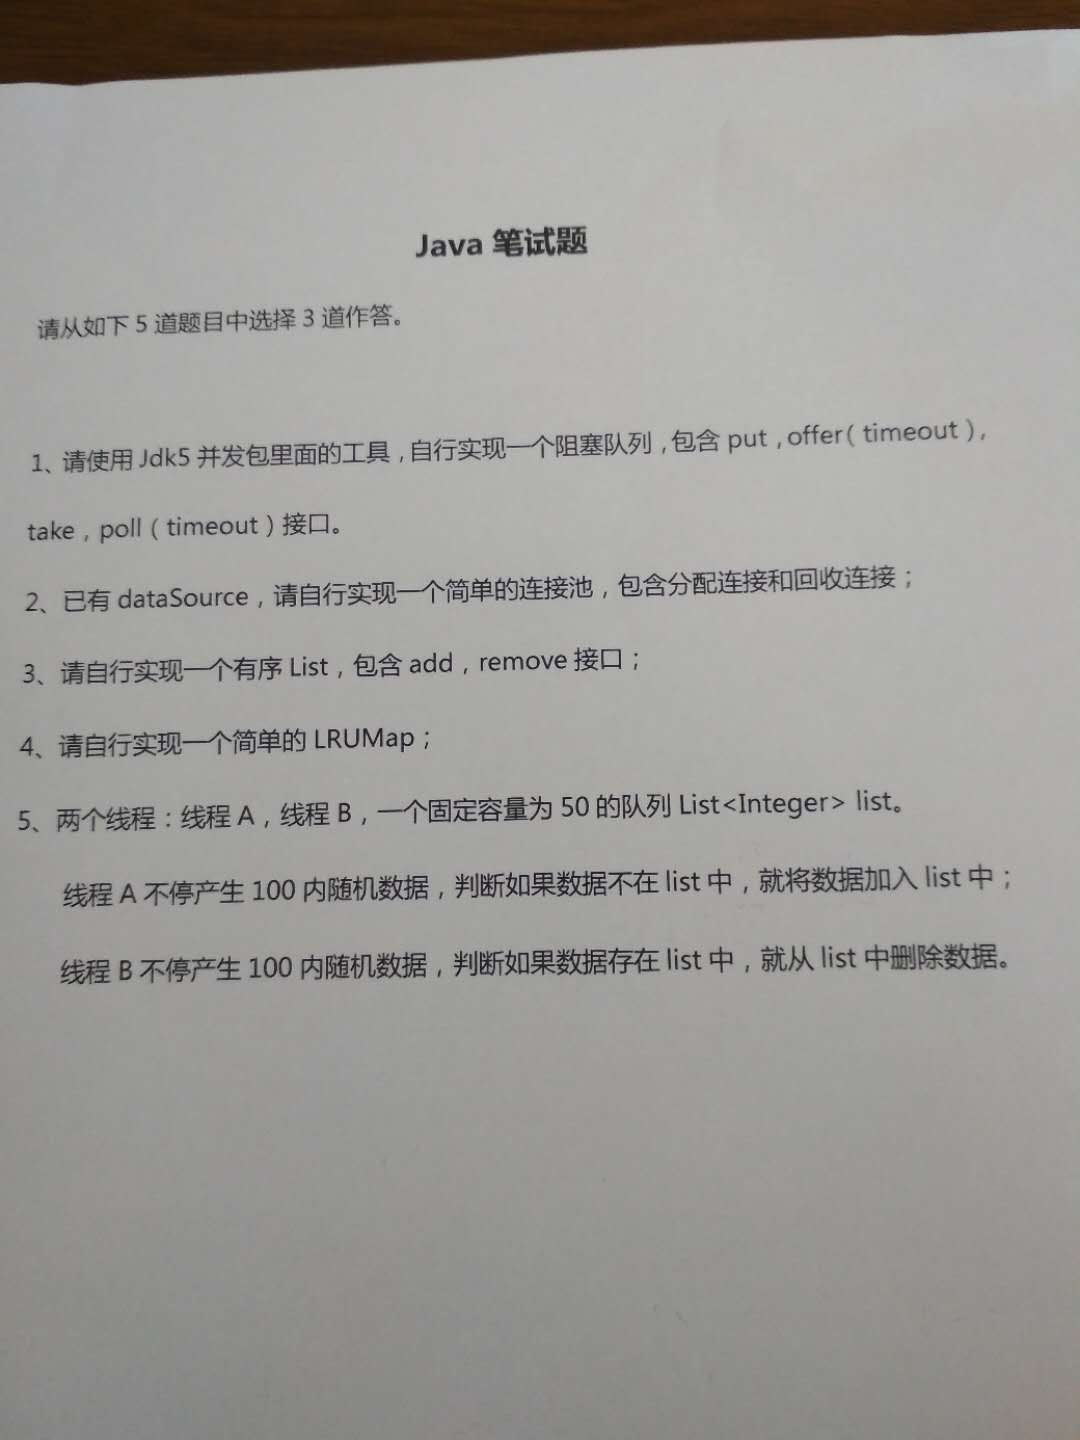 Java 笔试题
请从如下 5 道题目中选择 3 道作答。
1、请使用 Jdk5 并发包里面的工具，自行实现一个阻塞队列，包含 put，offer（timeout），
take，poll（timeout）接口。
2、已有 dataSource，请自行实现一个简单的连接池，包含分配连接和回收连接；
3、请自行实现一个有序 List，包含 add，remove 接口；
4、请自行实现一个简单的 LRUMap；
5、两个线程：线程 A，线程 B，一个固定容量为 50 的队列 List<Integer> list。
线程 A 不停产生 100 内随机数据，判断如果数据不在 list 中，就将数据加入 list 中；
线程 B 不停产生 100 内随机数据，判断如果数据存在 list 中，就从 list 中删除数据。